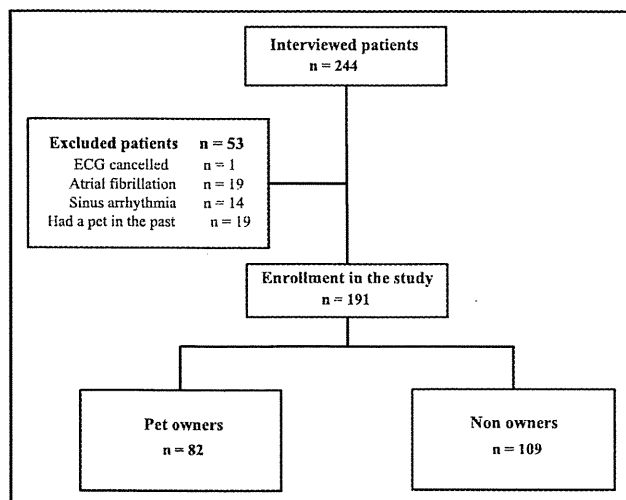 Interviewed patients
n = 244
Excluded patients n = 53
ECG cancelled n = 1
Atrial fibrillation n = 19
Sinus arrhythmia n = 14
Had a pet in the past n = 19
Enrollment in the study
n = 191
Pet owners
n = 82
Non owners
n = 109